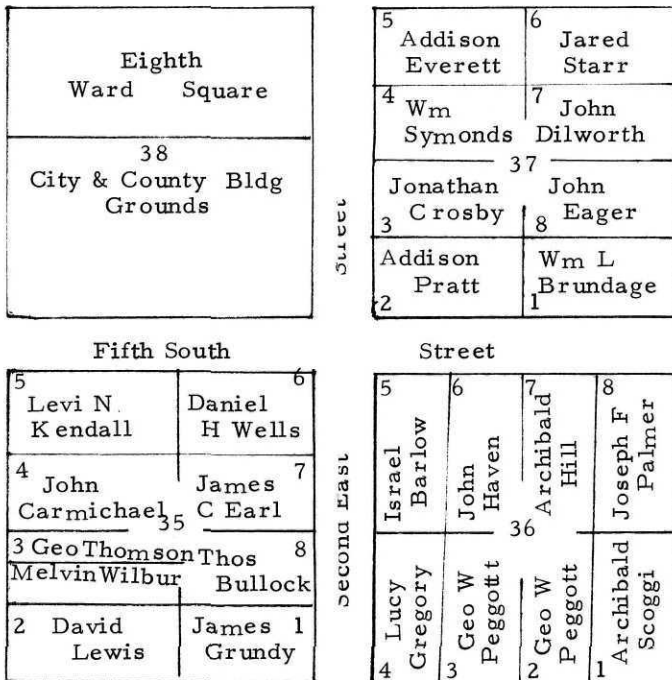 Eighth
Ward Square
38
City & County Bldg
Grounds
5
Addison
Everett
6
Jared
Starr
4
Wm
Symonds
7
John
Dilworth
37
Jonathan
Crosby
3
John
Eager
8
Addison
Pratt
2
Wm L
Brundage
1
Street
Fifth South Street
5
Levi N.
Kendall
6
Daniel
H Wells
4
John
Carmichael
7
James
C Earl
35
3 Geo Thomson
Melvin Wilbur
Thos 8
Bullock
2 David
Lewis
James 1
Grundy
Second East
5
Israel
Barlow
6
John
Haven
7
Archibald
Hill
8
Joseph F
Palmer
36
Lucy
Gregory
4
Geo W
Peggott
3
Geo W
Peggott
2
Archibald
Scoggi
1